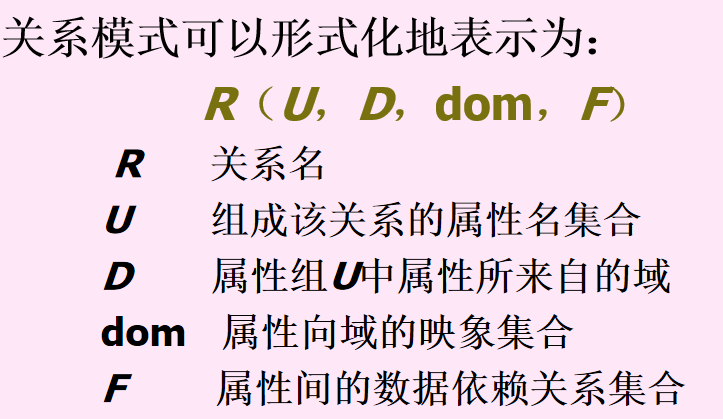 关系模式可以形式化地表示为：
R（U，D，dom，F）
R 关系名
U 组成该关系的属性名集合
D 属性组U中属性所来自的域
dom 属性向域的映象集合
F 属性间的数据依赖关系集合